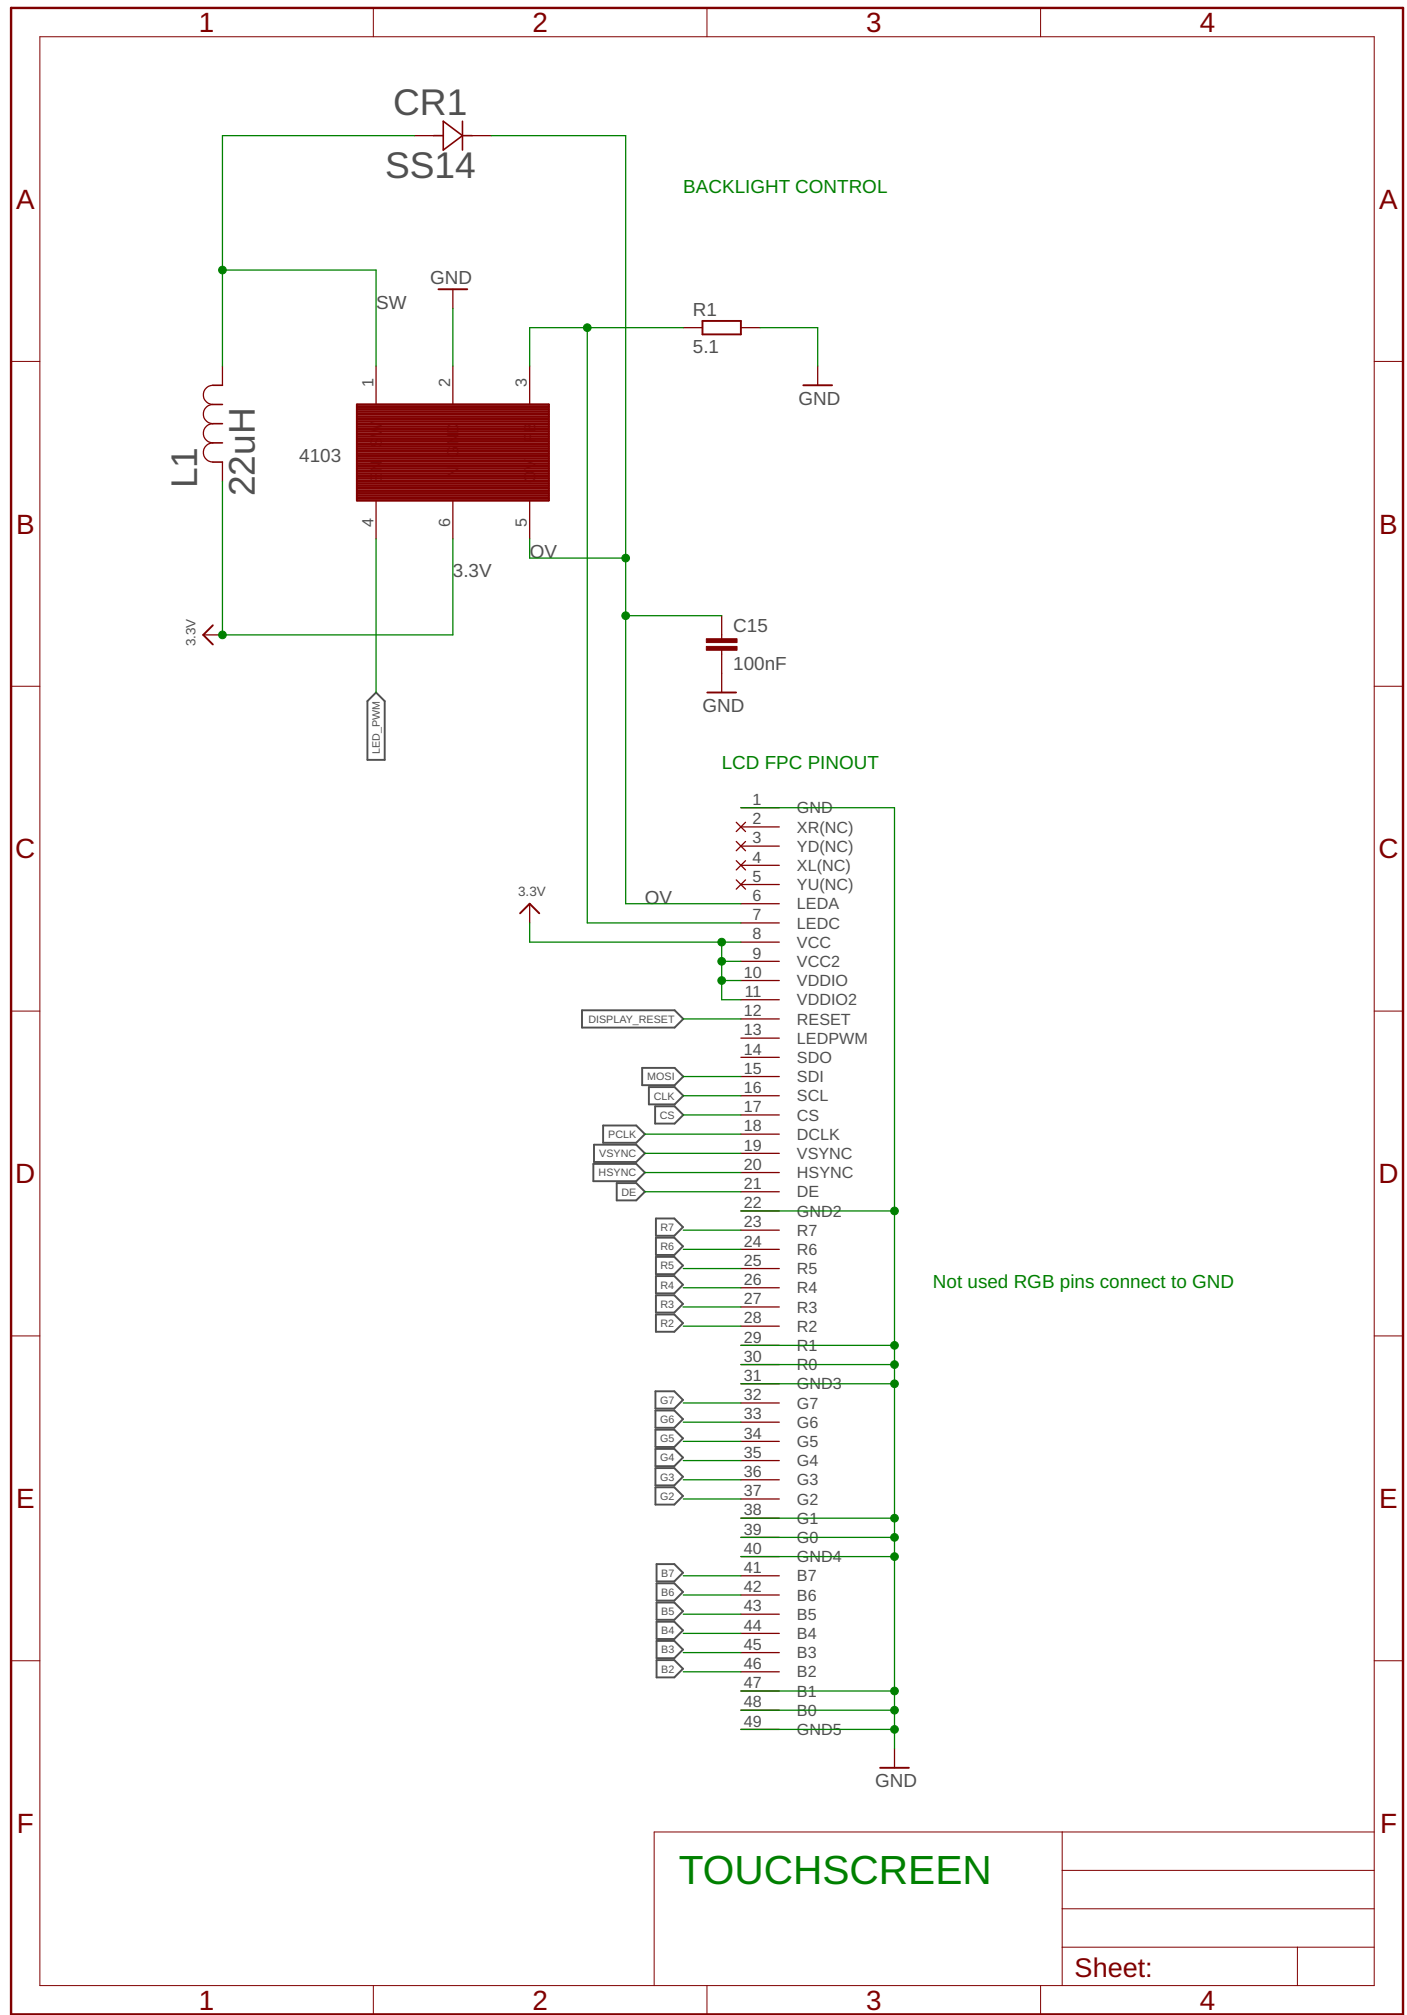 1 2 3 4
A A
B B
C C
D D
E E
F F
CR1
SS14
BACKLIGHT CONTROL
GND
SW
R1
5.1
GND
1 2 3
L1
22uH
4103
4 6 5
OV
3.3V
3.3V
C15
100nF
GND
LED_PWM
LCD FPC PINOUT
1 GND
2 XR(NC)
3 YD(NC)
4 XL(NC)
5 YU(NC)
3.3V
OV 6 LEDA
7 LEDC
8 VCC
9 VCC2
10 VDDIO
11 VDDIO2
DISPLAY_RESET 12 RESET
13 LEDPWM
14 SDO
MOSI 15 SDI
CLK 16 SCL
CS 17 CS
PCLK 18 DCLK
VSYNC 19 VSYNC
HSYNC 20 HSYNC
DE 21 DE
22 GND2
R7 23 R7
R6 24 R6
R5 25 R5
R4 26 R4
Not used RGB pins connect to GND
R3 27 R3
R2 28 R2
29 R1
30 R0
31 GND3
G7 32 G7
G6 33 G6
G5 34 G5
G4 35 G4
G3 36 G3
G2 37 G2
38 G1
39 G0
40 GND4
B7 41 B7
B6 42 B6
B5 43 B5
B4 44 B4
B3 45 B3
B2 46 B2
47 B1
48 B0
49 GND5
GND
TOUCHSCREEN
Sheet:
1 2 3 4